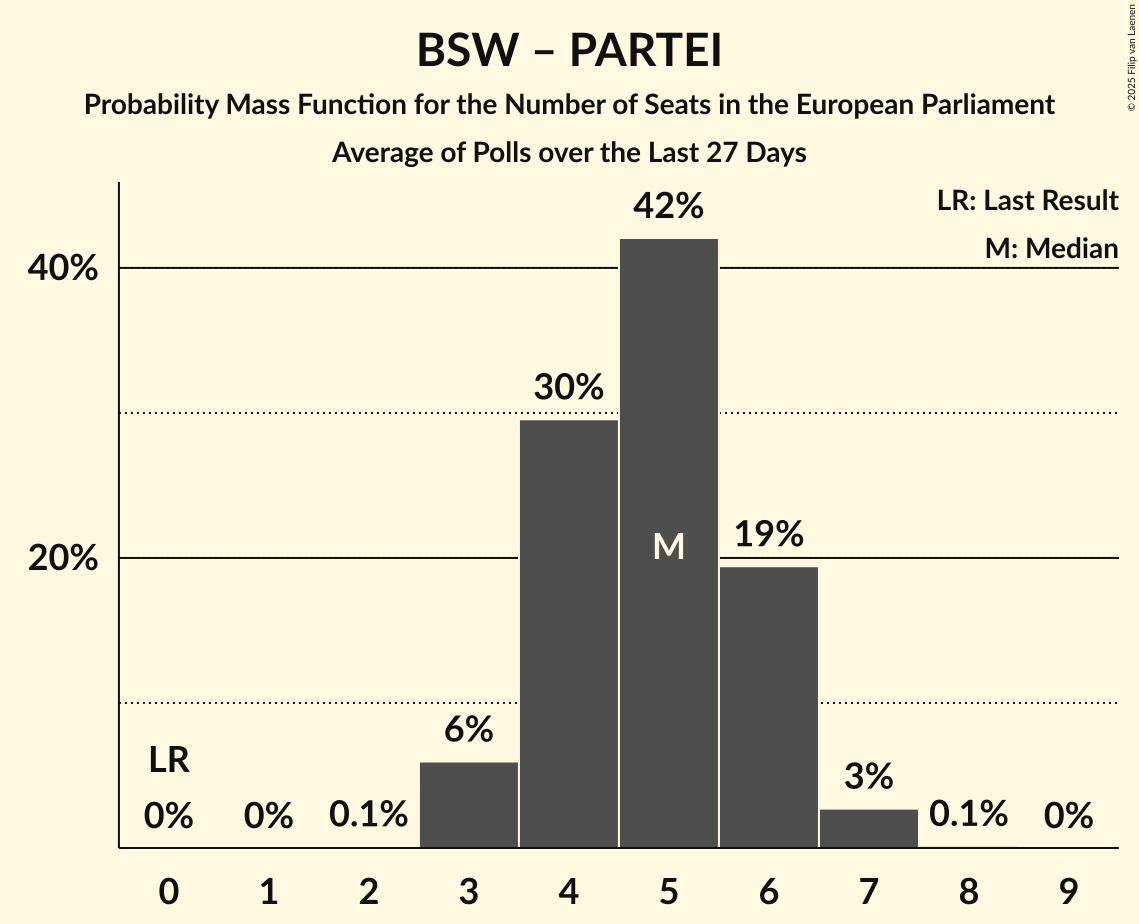 BSW – PARTEI
Probability Mass Function for the Number of Seats in the European Parliament
Average of Polls over the Last 27 Days
© 2025 Filip van Laenen
LR: Last Result
M: Median
40%
20%
LR
0%
0%
0.1%
6%
30%
42%
M
19%
3%
0.1%
0%
0 1 2 3 4 5 6 7 8 9